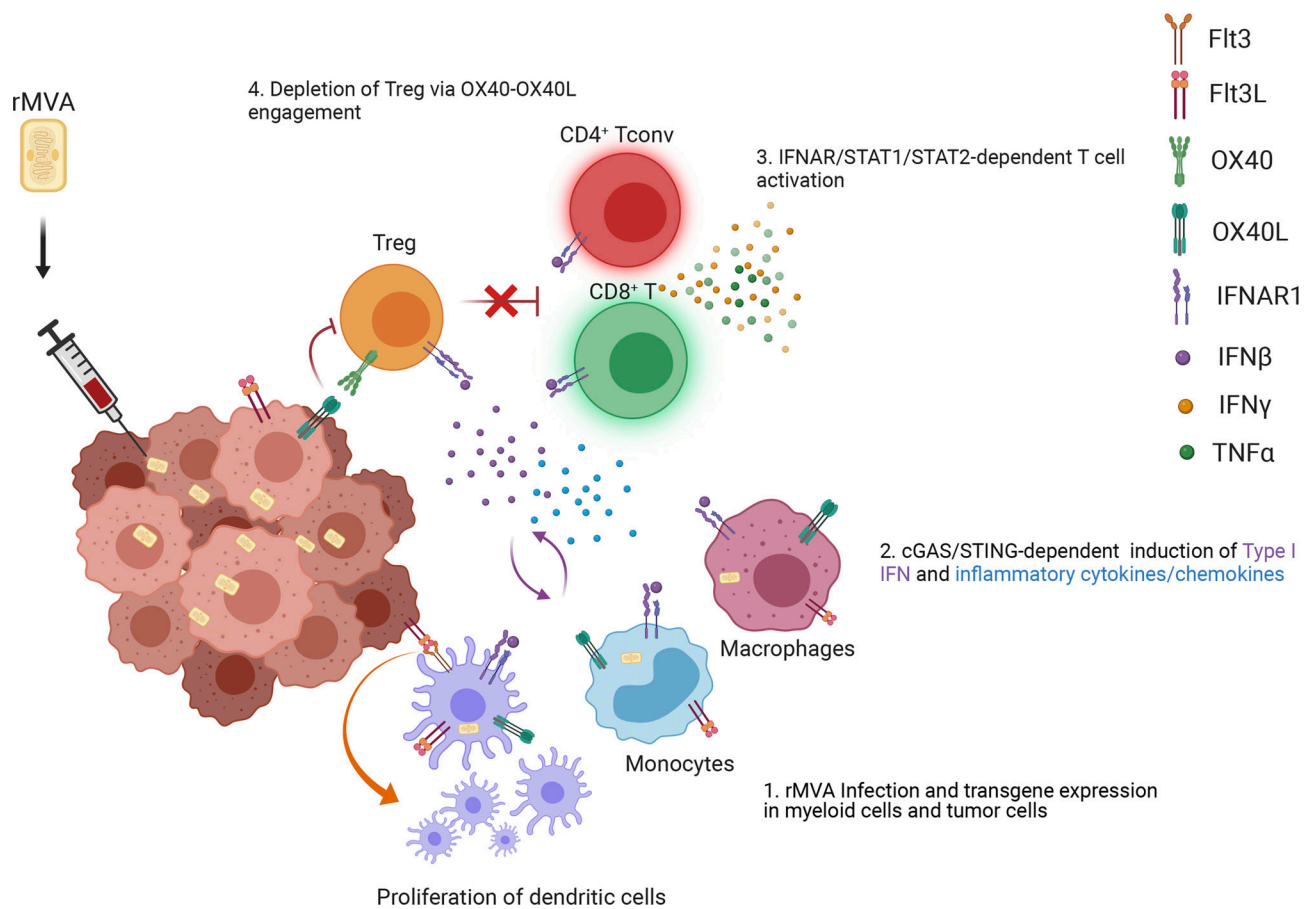 rMVA
4. Depletion of Treg via OX40-OX40L
engagement
CD4⁺ Tconv
3. IFNAR/STAT1/STAT2-dependent T cell
activation
Treg
CD8⁺ T
Flt3
Flt3L
OX40
OX40L
IFNAR1
IFNβ
IFNγ
TNFα
2. cGAS/STING-dependent induction of Type I
IFN and inflammatory cytokines/chemokines
Macrophages
Monocytes
1. rMVA Infection and transgene expression
in myeloid cells and tumor cells
Proliferation of dendritic cells